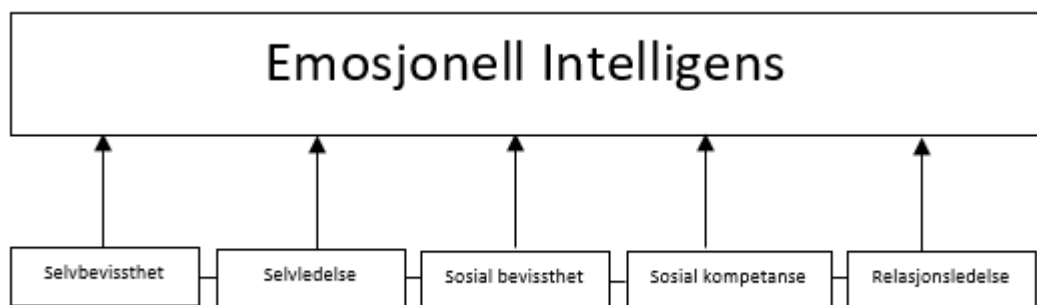 Emosjonell Intelligens
Selvbevissthet
Selvledelse
Sosial bevissthet
Sosial kompetanse
Relasjonsledelse